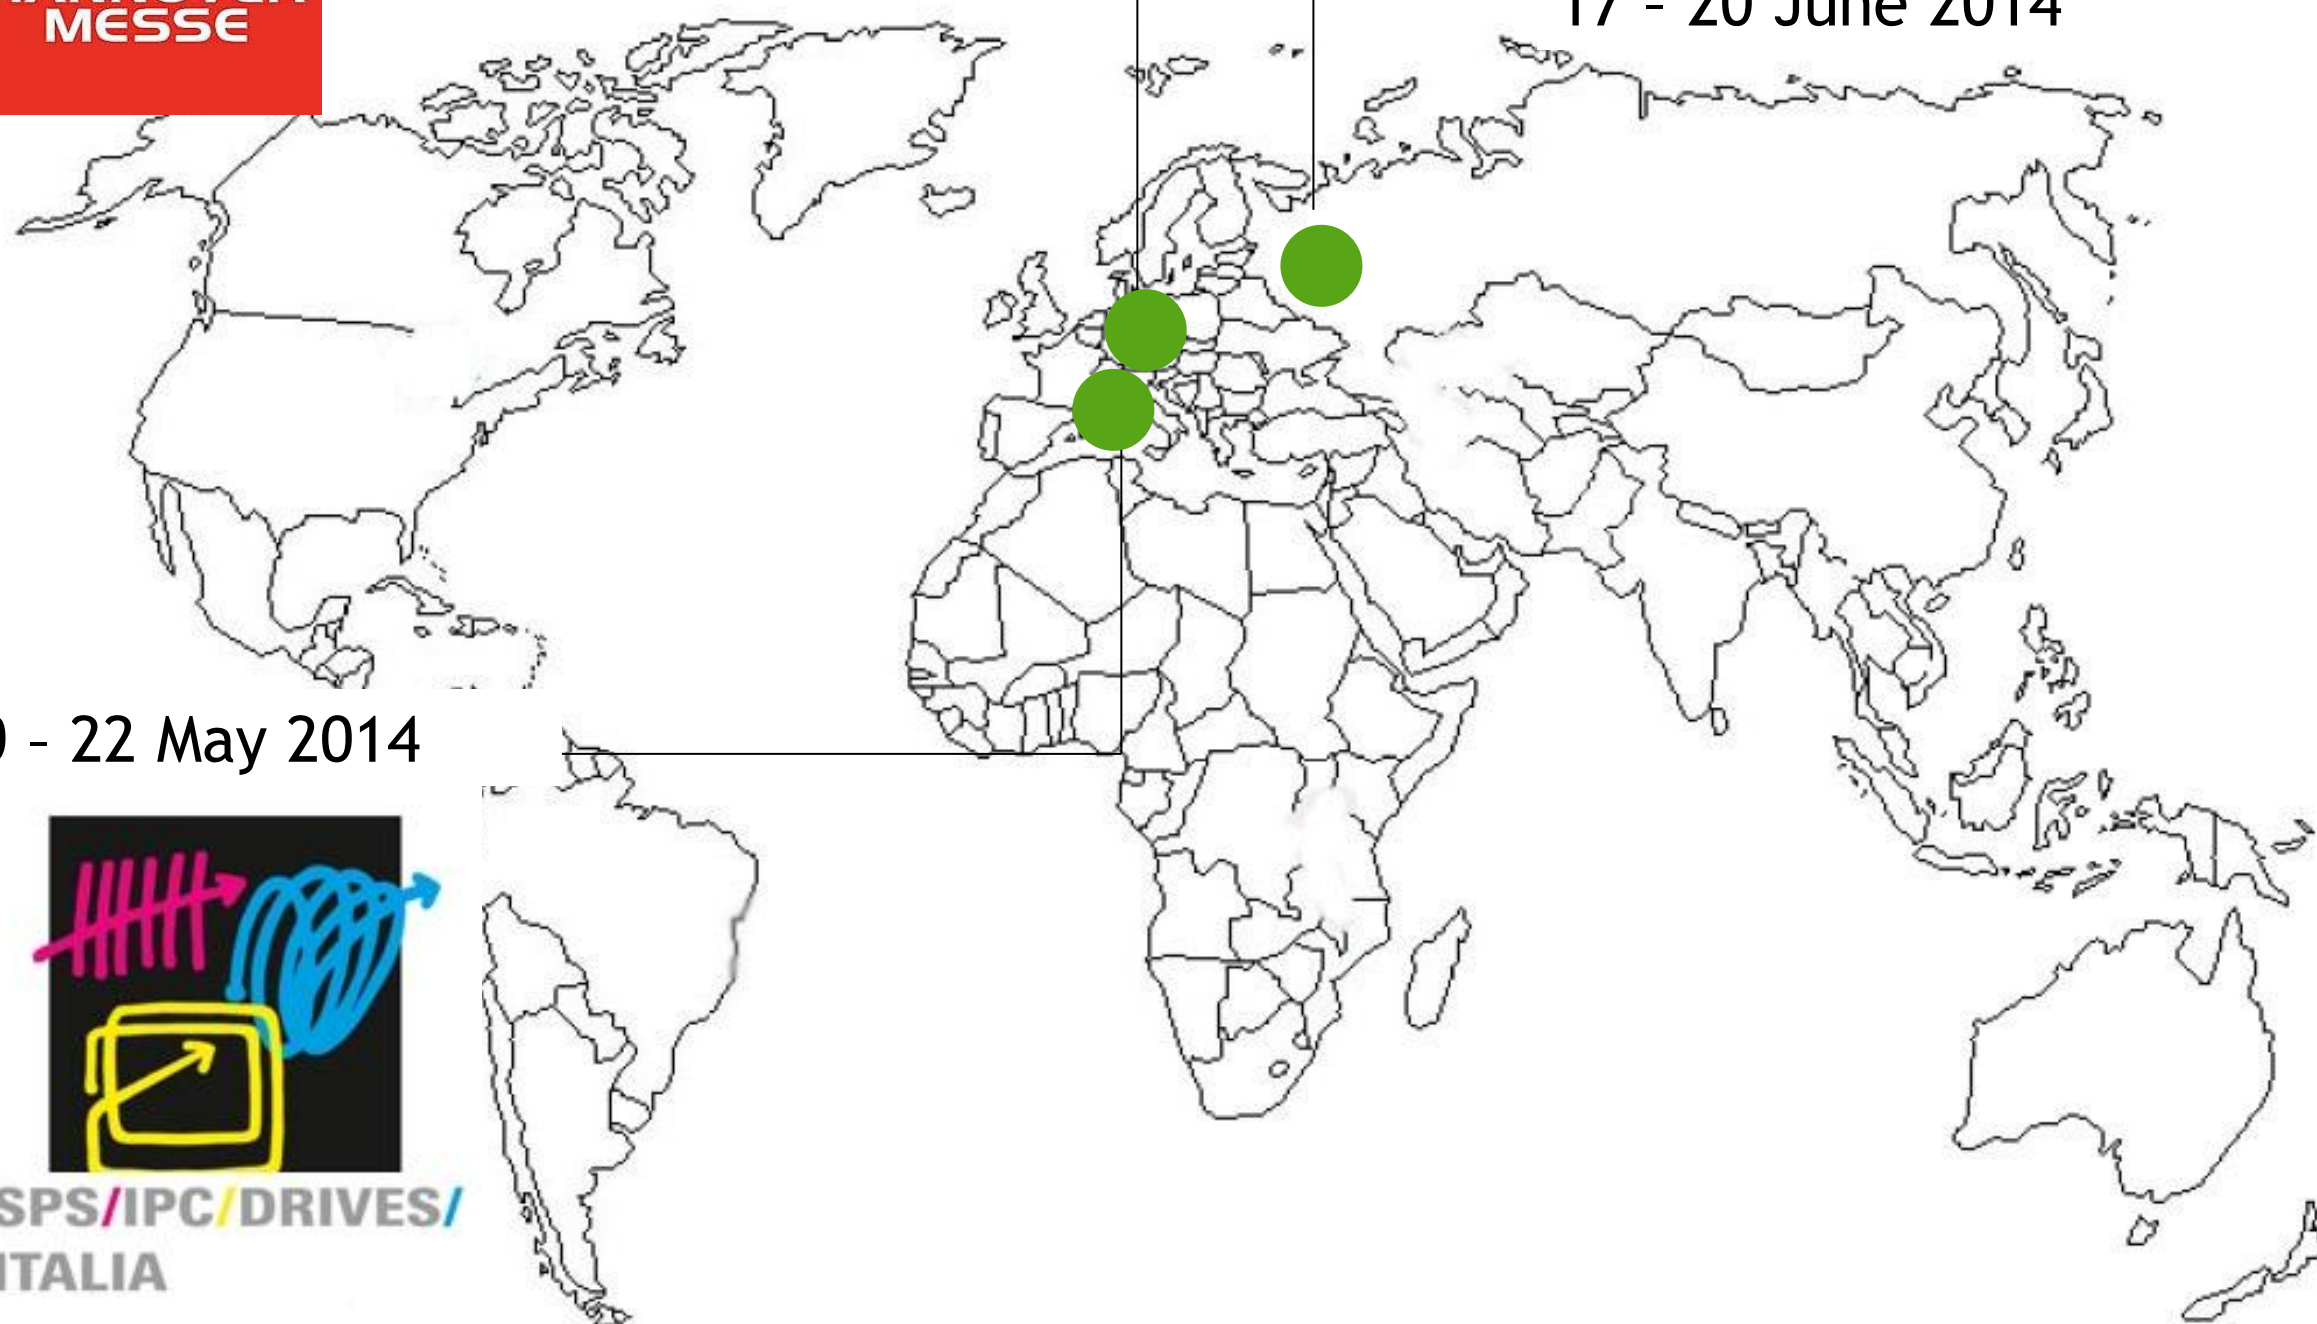 MESSE
17 – 20 June 2014
– 22 May 2014
SPS/IPC/DRIVES/
ITALIA